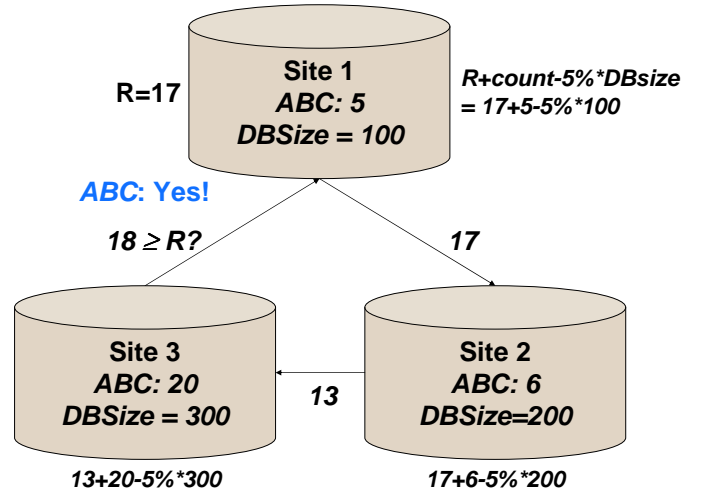 Site 1
ABC: 5
DBSize = 100
R=17
R+count-5%*DBsize
= 17+5-5%*100
ABC: Yes!
18 ≥ R?
17
Site 3
ABC: 20
DBSize = 300
13
Site 2
ABC: 6
DBSize=200
13+20-5%*300
17+6-5%*200